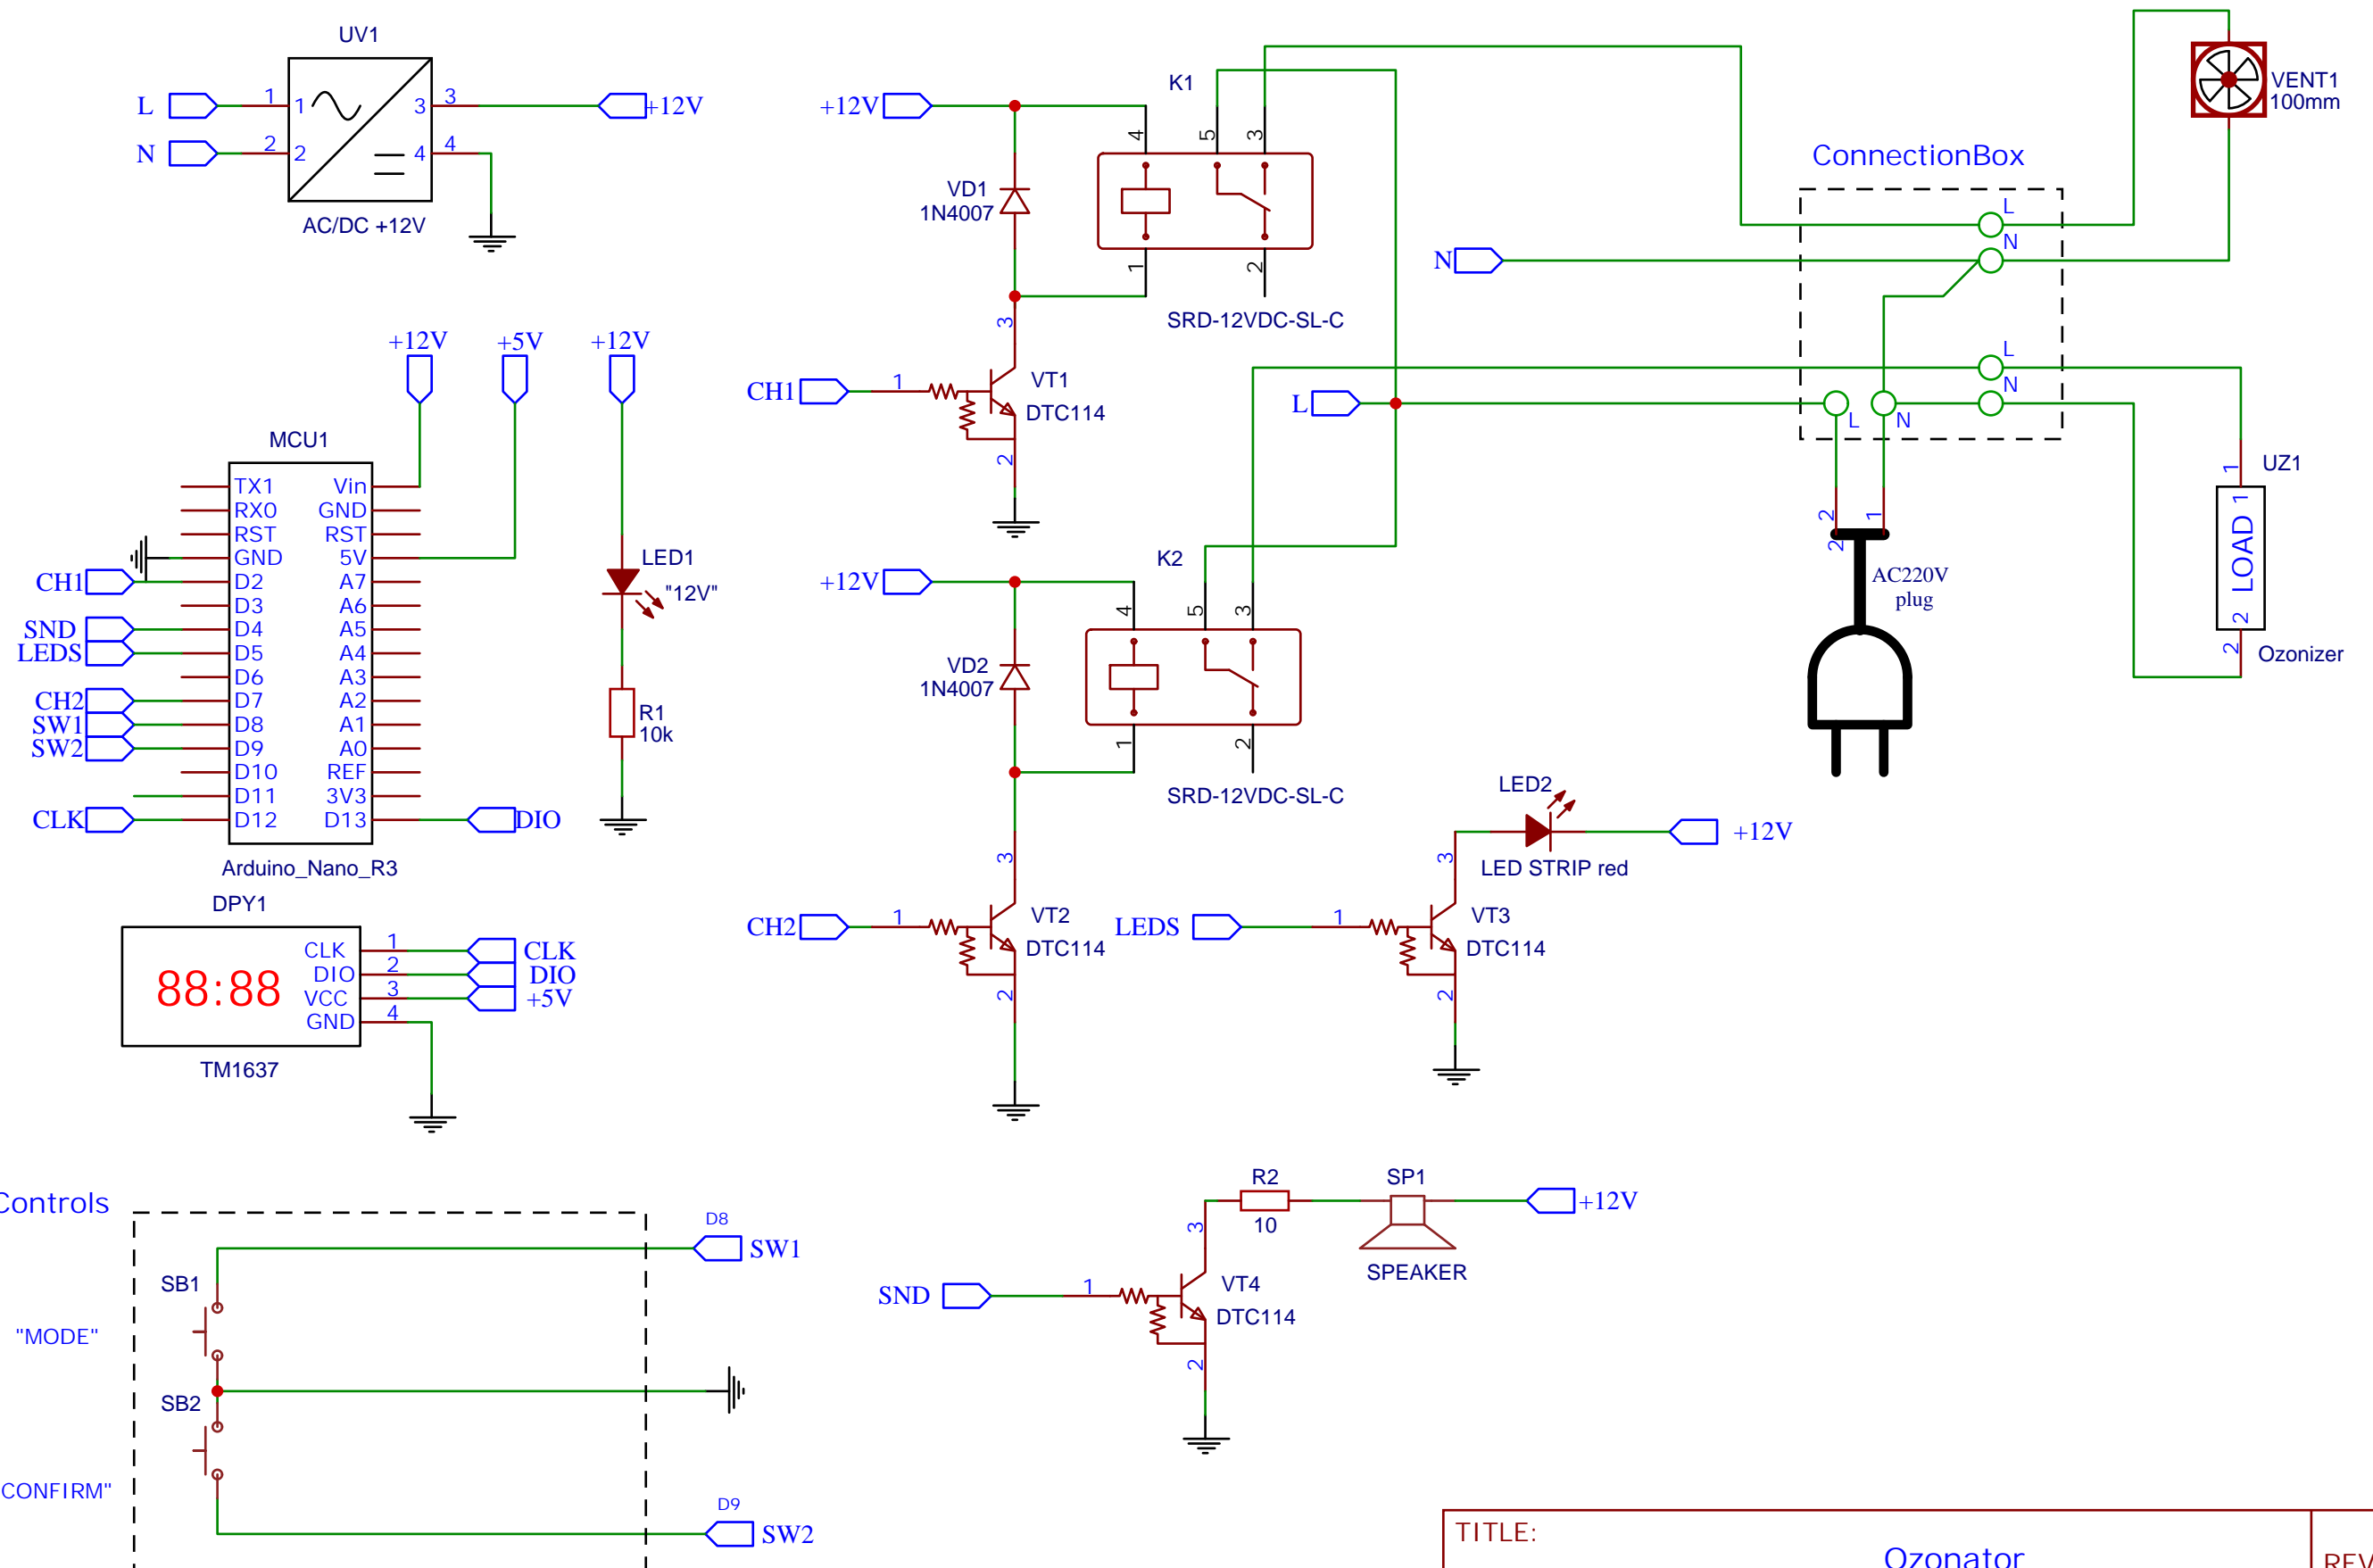 UV1
L
1
1
3
3
+12V
N
2
2
4
4
AC/DC +12V
+12V
+5V
+12V
MCU1
TX1
Vin
RX0
GND
RST
RST
GND
5V
CH1
D2
A7
D3
A6
SND
D4
A5
LEDS
D5
A4
D6
A3
CH2
D7
A2
SW1
D8
A1
SW2
D9
A0
D10
REF
D11
3V3
CLK
D12
D13
DIO
Arduino_Nano_R3
LED1
"12V"
R1
10k
DPY1
88:88
CLK
1
CLK
DIO
2
DIO
VCC
3
+5V
GND
4
TM1637
Controls
SB1
"MODE"
SB2
CONFIRM"
D8
SW1
D9
SW2
K1
+12V
4
5
3
VD1
1N4007
1
2
SRD-12VDC-SL-C
3
CH1
1
VT1
DTC114
2
K2
+12V
4
5
3
VD2
1N4007
1
2
SRD-12VDC-SL-C
3
CH2
1
VT2
DTC114
2
LED2
+12V
LED STRIP red
3
LEDS
1
VT3
DTC114
2
R2
10
SP1
+12V
SPEAKER
3
SND
1
VT4
DTC114
2
VENT1
100mm
ConnectionBox
L
N
N
L
N
L
L
N
2
1
2
AC220V
plug
UZ1
1
1
LOAD
2
2
Ozonizer
TITLE:
Ozonator
REV